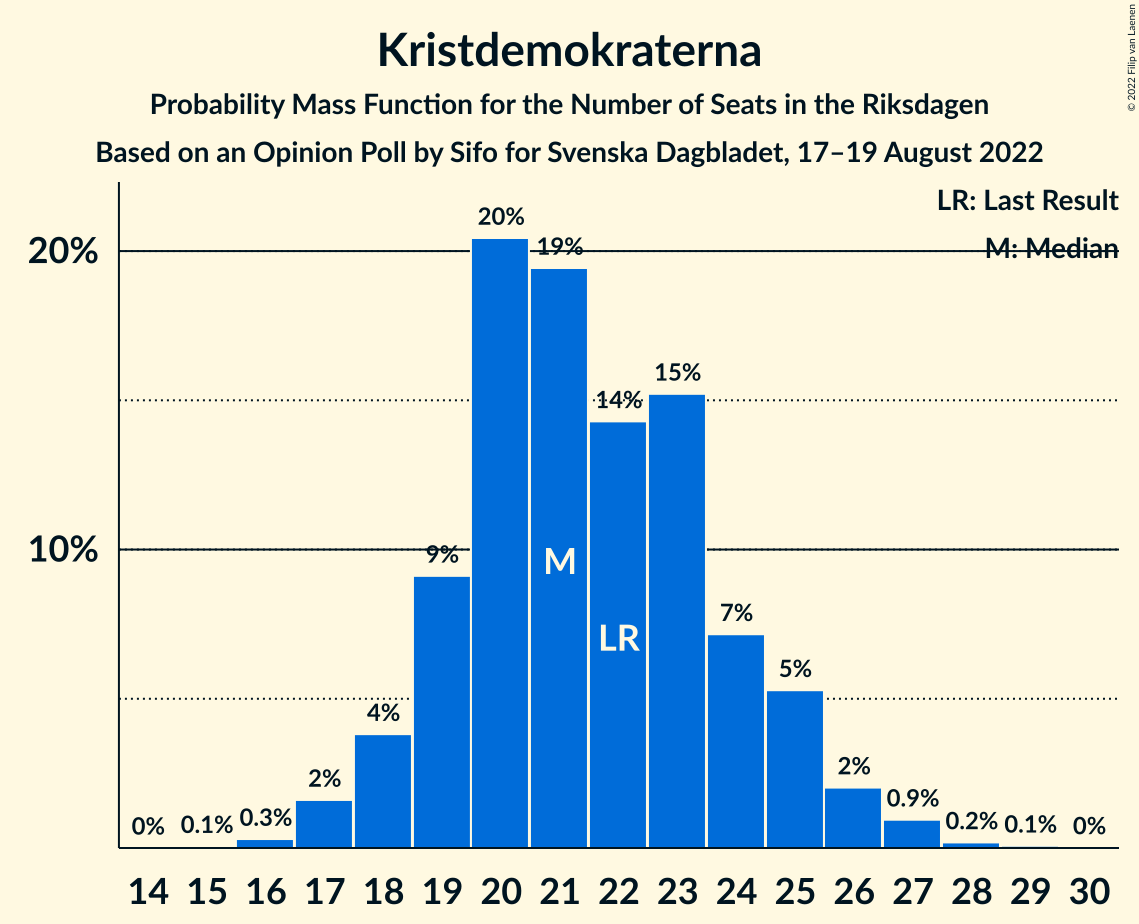 Kristdemokraterna
Probability Mass Function for the Number of Seats in the Riksdagen
Based on an Opinion Poll by Sifo for Svenska Dagbladet, 17–19 August 2022
© 2022 Filip van Laenen
LR: Last Result
M: Median
20%
10%
0% 0.1% 0.3% 2% 4% 9% 20% 19% 14% 15% 7% 5% 2% 0.9% 0.2% 0.1% 0%
M
LR
14 15 16 17 18 19 20 21 22 23 24 25 26 27 28 29 30